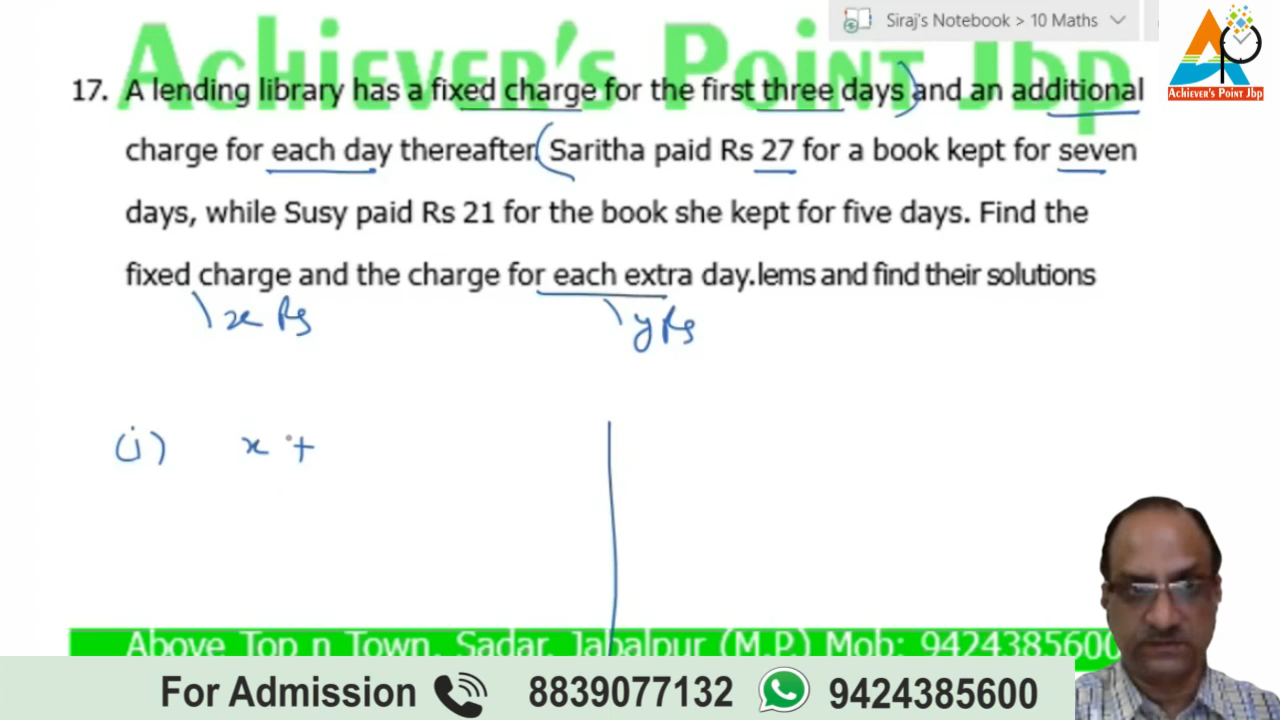 Siraj's Notebook > 10 Maths
ACHIEVER'S POINT JBP
Achiever's Point Jbp
17. A lending library has a fixed charge for the first three days and an additional
charge for each day thereafter. Saritha paid Rs 27 for a book kept for seven
days, while Susy paid Rs 21 for the book she kept for five days. Find the
fixed charge and the charge for each extra day.lems and find their solutions
x Rs y Rs
(i) x +
Above Top n Town, Sadar, Jabalpur (M.P.) Mob: 9424385600
For Admission 8839077132 9424385600